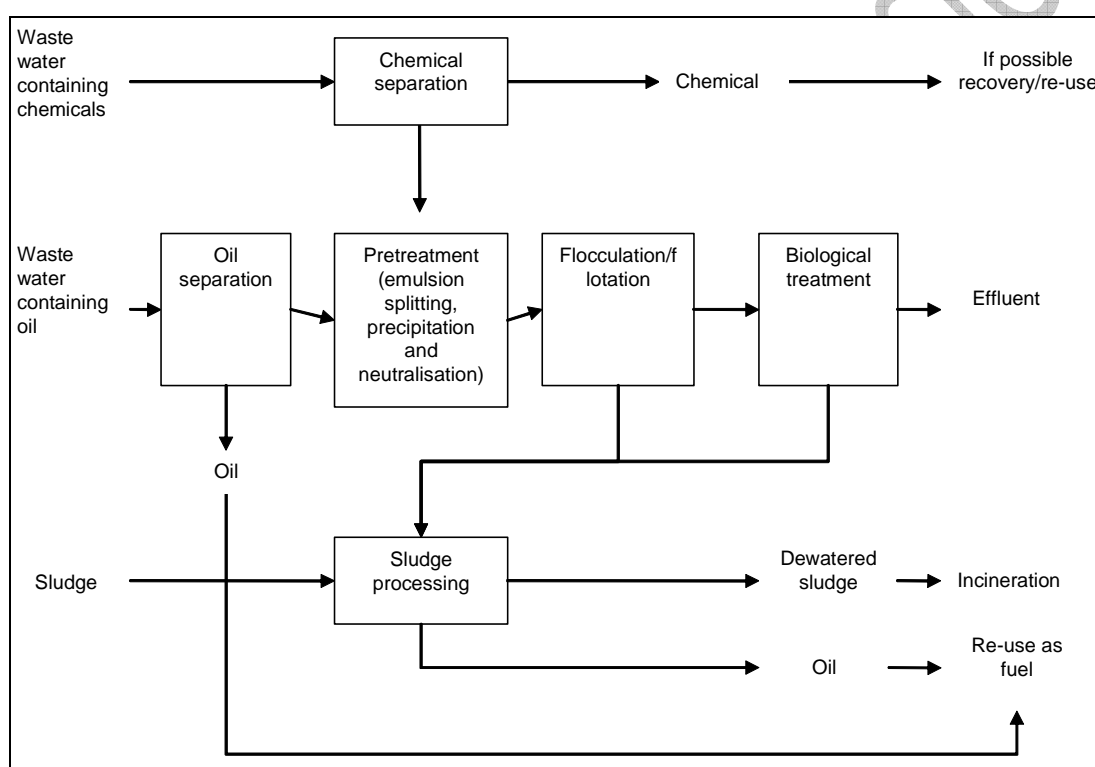 Waste
water
containing
chemicals
Chemical
separation
Chemical
If possible
recovery/re-use
Waste
water
containing
oil
Oil
separation
Pretreatment
(emulsion
splitting,
precipitation
and
neutralisation)
Flocculation/f
lotation
Biological
treatment
Effluent
Oil
Sludge
Sludge
processing
Dewatered
sludge
Incineration
Oil
Re-use as
fuel